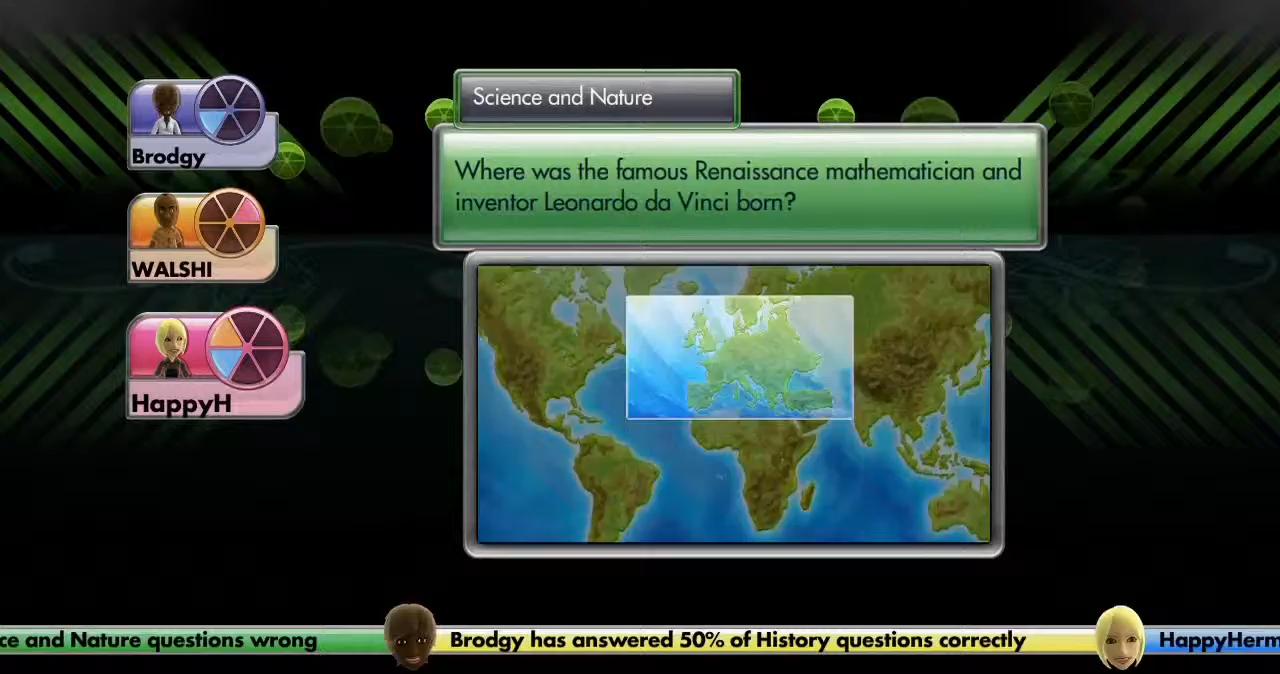 Science and Nature
Where was the famous Renaissance mathematician and
inventor Leonardo da Vinci born?
Brodgy
WALSHI
HappyH
ce and Nature questions wrong
Brodgy has answered 50% of History questions correctly
HappyHerm